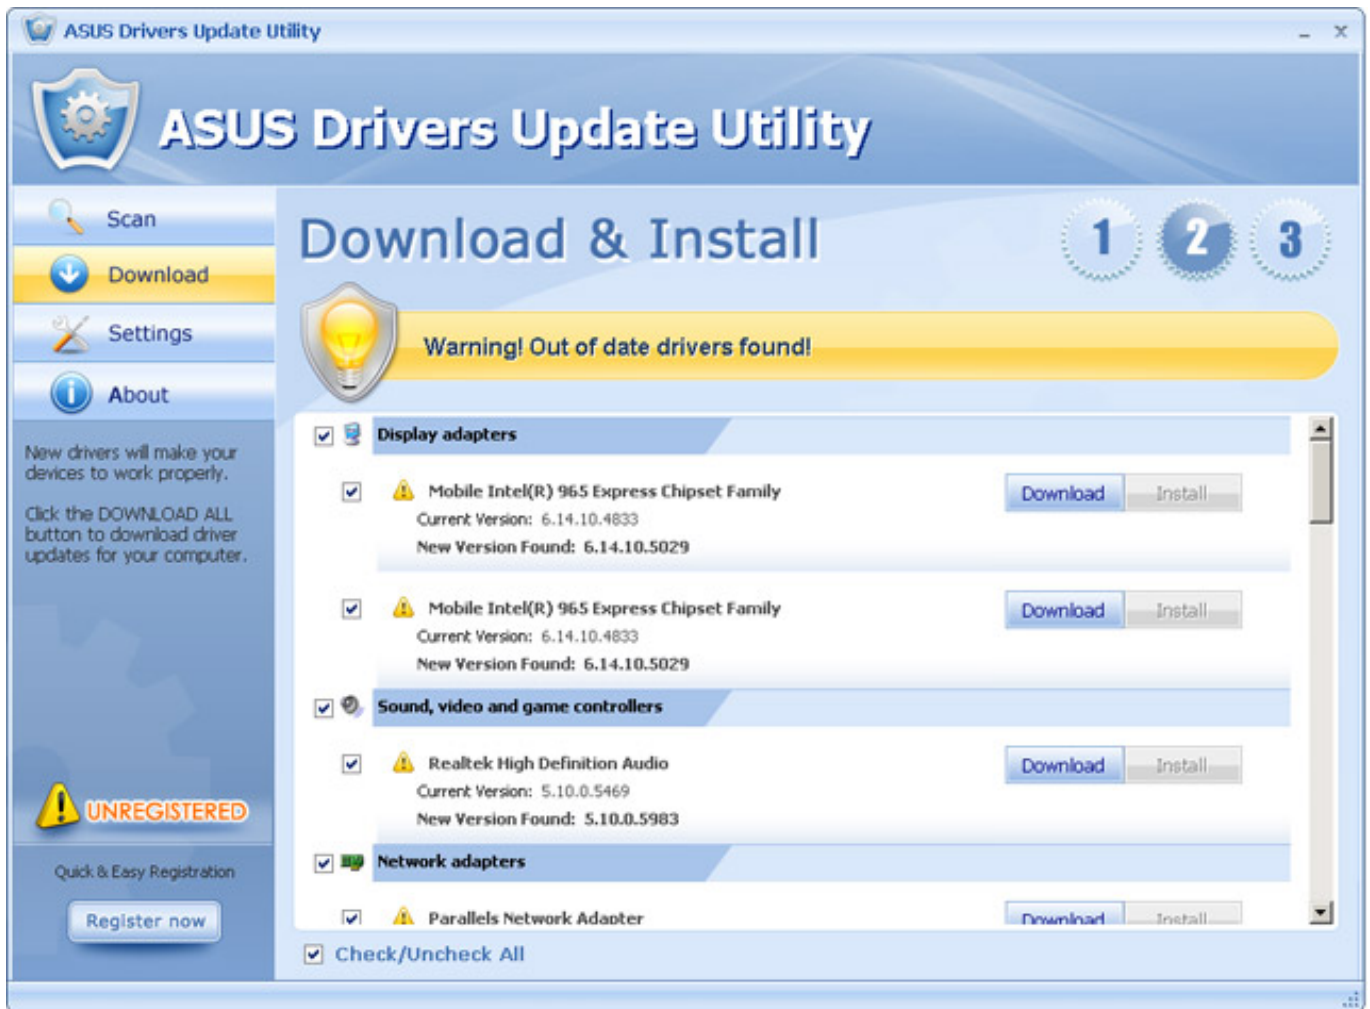 ASUS Drivers Update Utility
ASUS Drivers Update Utility
Scan
Download
Settings
About
New drivers will make your
devices to work properly.
Click the DOWNLOAD ALL
button to download driver
updates for your computer.
UNREGISTERED
Quick & Easy Registration
Register now
Download & Install
1 2 3
Warning! Out of date drivers found!
Display adapters
Mobile Intel(R) 965 Express Chipset Family
Download Install
Current Version: 6.14.10.4833
New Version Found: 6.14.10.5029
Mobile Intel(R) 965 Express Chipset Family
Download Install
Current Version: 6.14.10.4833
New Version Found: 6.14.10.5029
Sound, video and game controllers
Realtek High Definition Audio
Download Install
Current Version: 5.10.0.5469
New Version Found: 5.10.0.5983
Network adapters
Parallels Network Adapter
Download Install
Check/Uncheck All